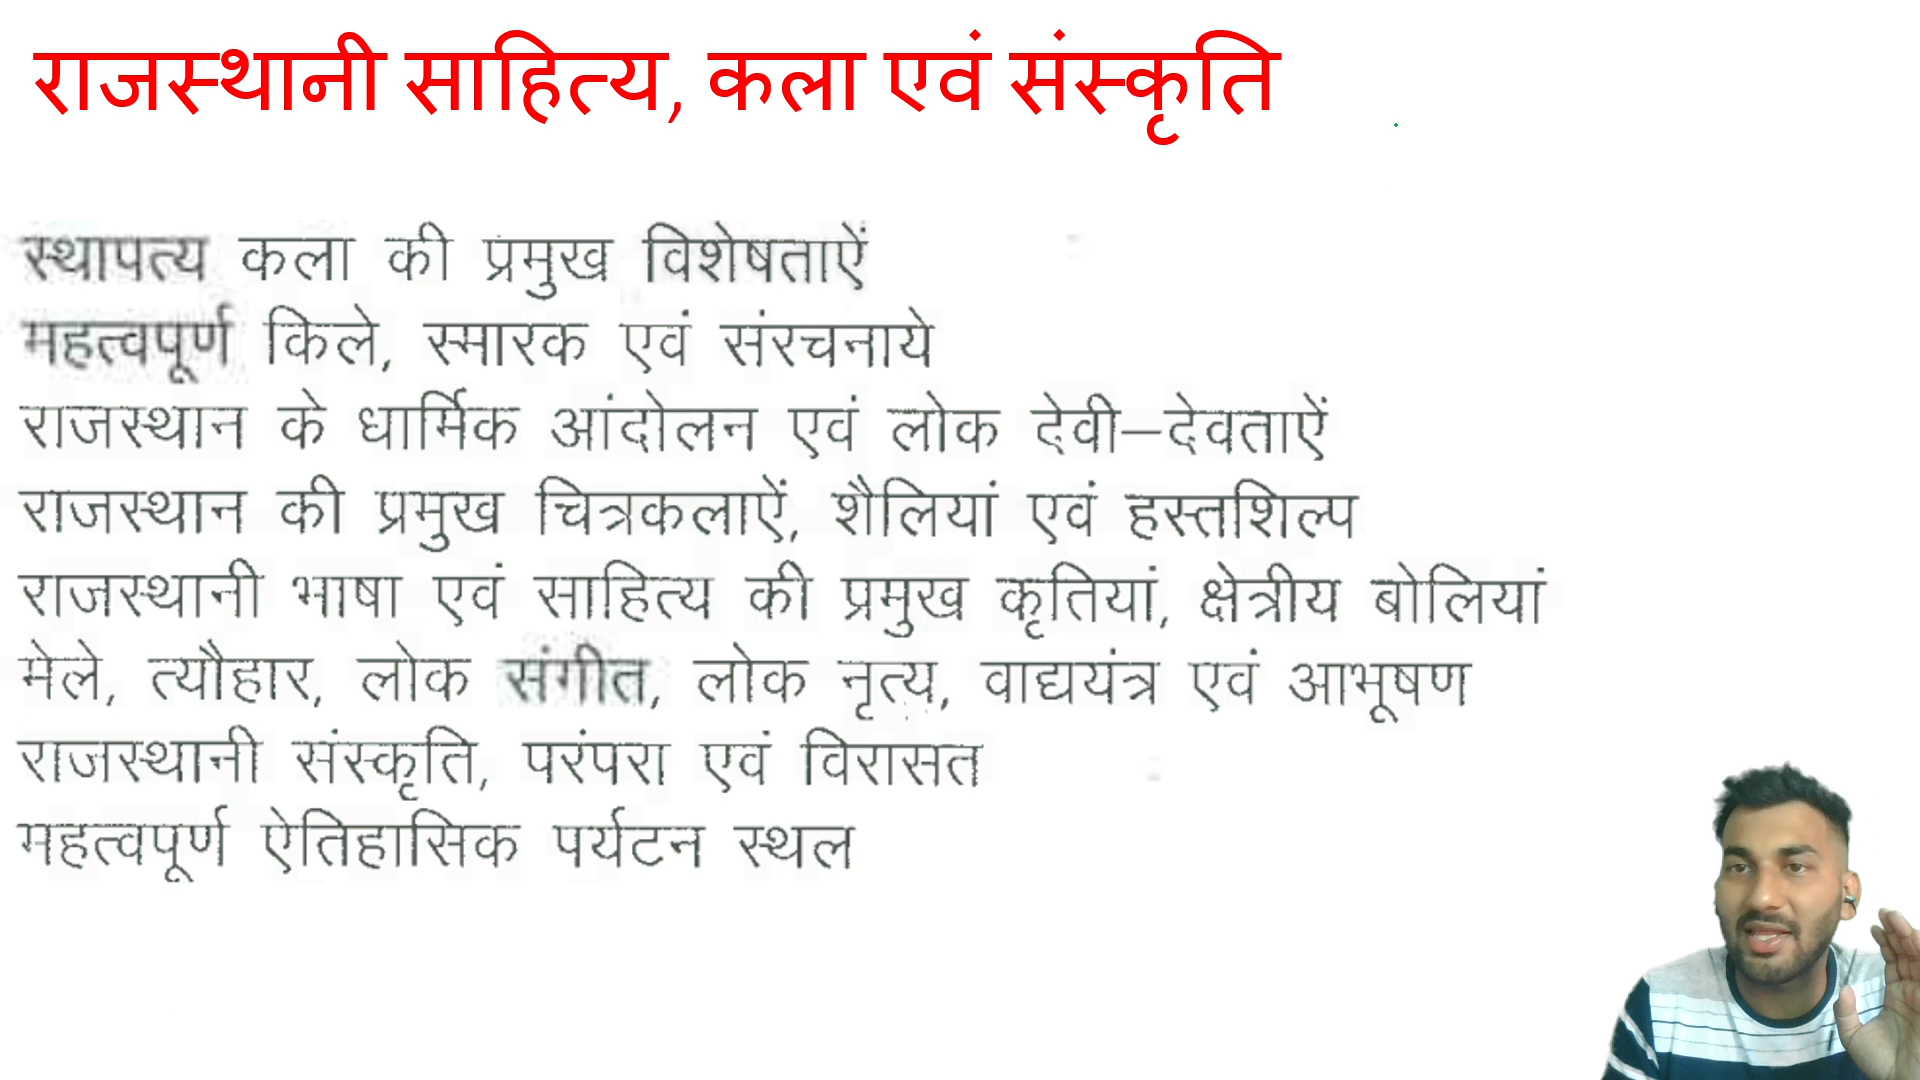 राजस्थानी साहित्य, कला एवं संस्कृति
स्थापत्य कला की प्रमुख विशेषताऐं
महत्वपूर्ण किले, स्मारक एवं संरचनाये
राजस्थान के धार्मिक आंदोलन एवं लोक देवी–देवताऐं
राजस्थान की प्रमुख चित्रकलाऐं, शैलियां एवं हस्तशिल्प
राजस्थानी भाषा एवं साहित्य की प्रमुख कृतियां, क्षेत्रीय बोलियां
मेले, त्यौहार, लोक संगीत, लोक नृत्य, वाद्ययंत्र एवं आभूषण
राजस्थानी संस्कृति, परंपरा एवं विरासत
महत्वपूर्ण ऐतिहासिक पर्यटन स्थल